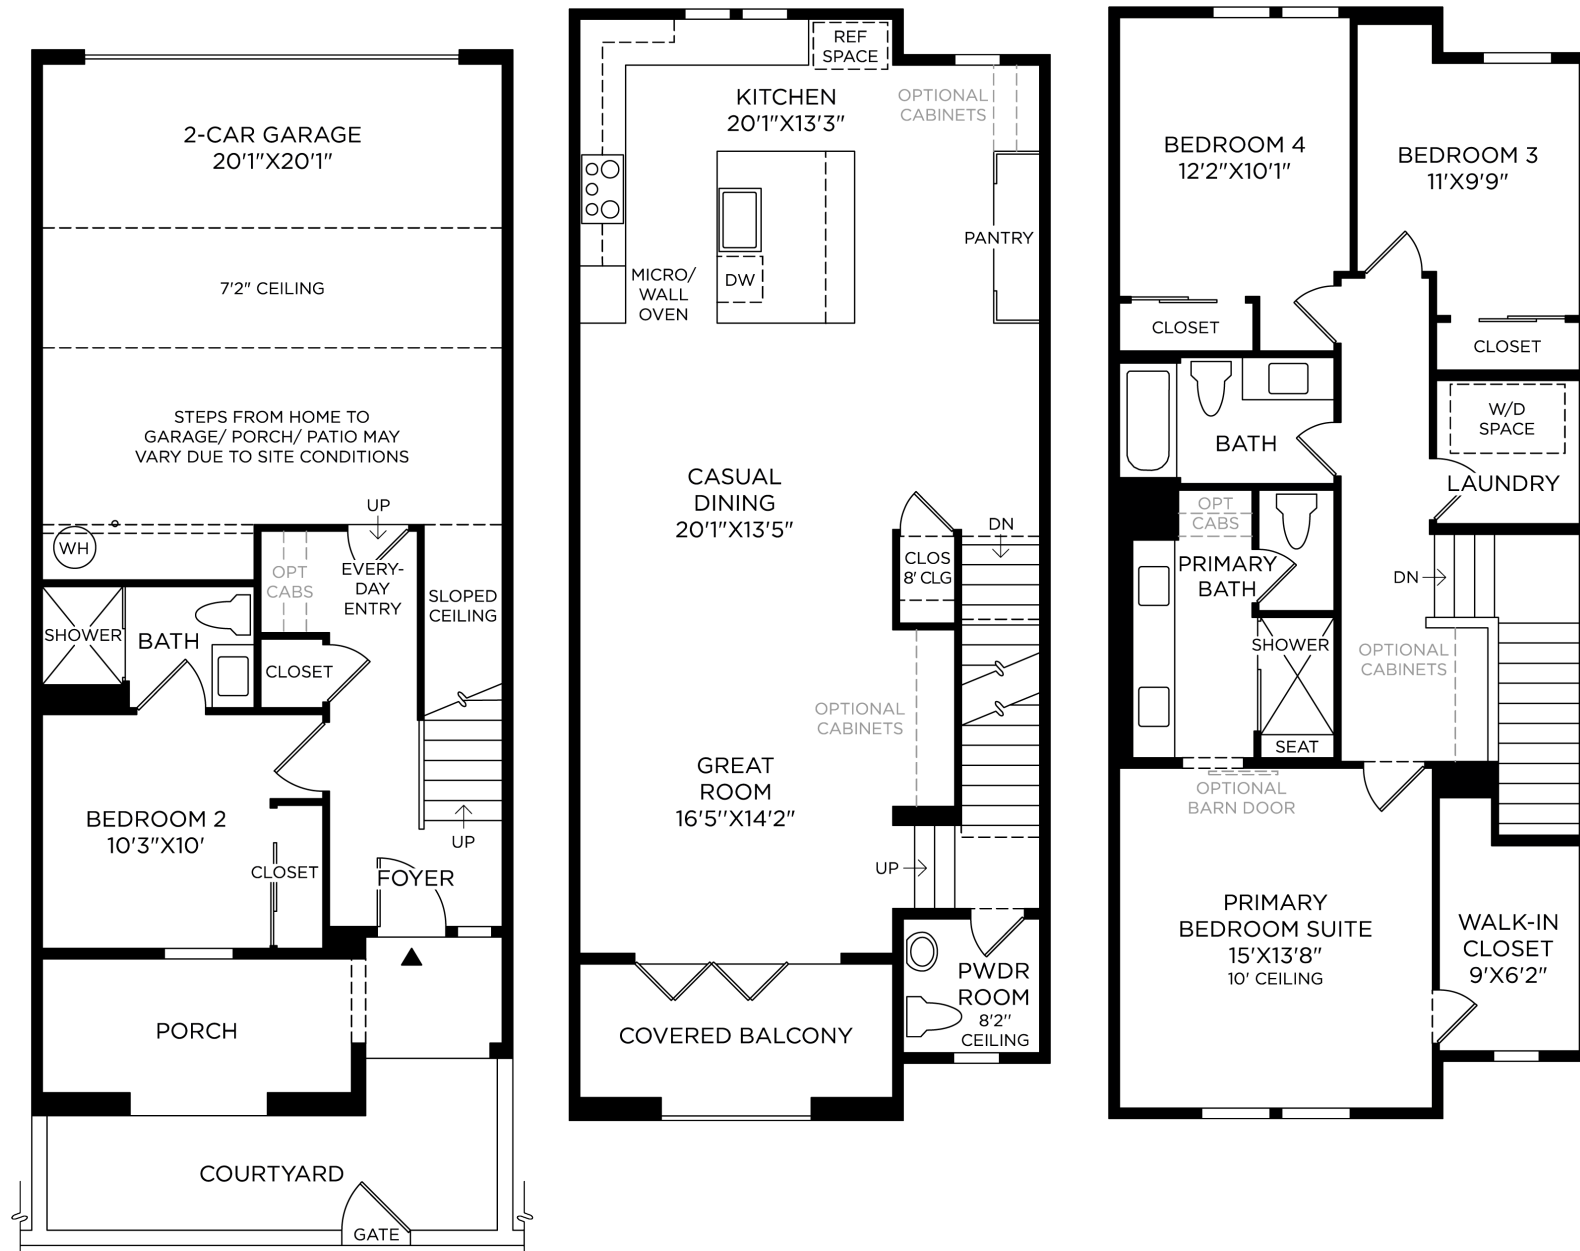 2-CAR GARAGE
20'1"X20'1"
7'2" CEILING
STEPS FROM HOME TO
GARAGE/ PORCH/ PATIO MAY
VARY DUE TO SITE CONDITIONS
UP
WH
OPT
CABS
EVERY-
DAY
ENTRY
SLOPED
CEILING
SHOWER
BATH
CLOSET
BEDROOM 2
10'3"X10'
CLOSET
UP
FOYER
PORCH
COURTYARD
GATE
REF
SPACE
KITCHEN
20'1"X13'3"
OPTIONAL
CABINETS
PANTRY
MICRO/
WALL
OVEN
DW
CASUAL
DINING
20'1"X13'5"
DN
CLOS
8' CLG
OPTIONAL
CABINETS
GREAT
ROOM
16'5"X14'2"
UP
PWDR
ROOM
8'2"
CEILING
COVERED BALCONY
BEDROOM 4
12'2"X10'1"
BEDROOM 3
11'X9'9"
CLOSET
CLOSET
W/D
SPACE
BATH
LAUNDRY
OPT
CABS
PRIMARY
BATH
DN
SHOWER
OPTIONAL
CABINETS
SEAT
OPTIONAL
BARN DOOR
PRIMARY
BEDROOM SUITE
15'X13'8"
10' CEILING
WALK-IN
CLOSET
9'X6'2"